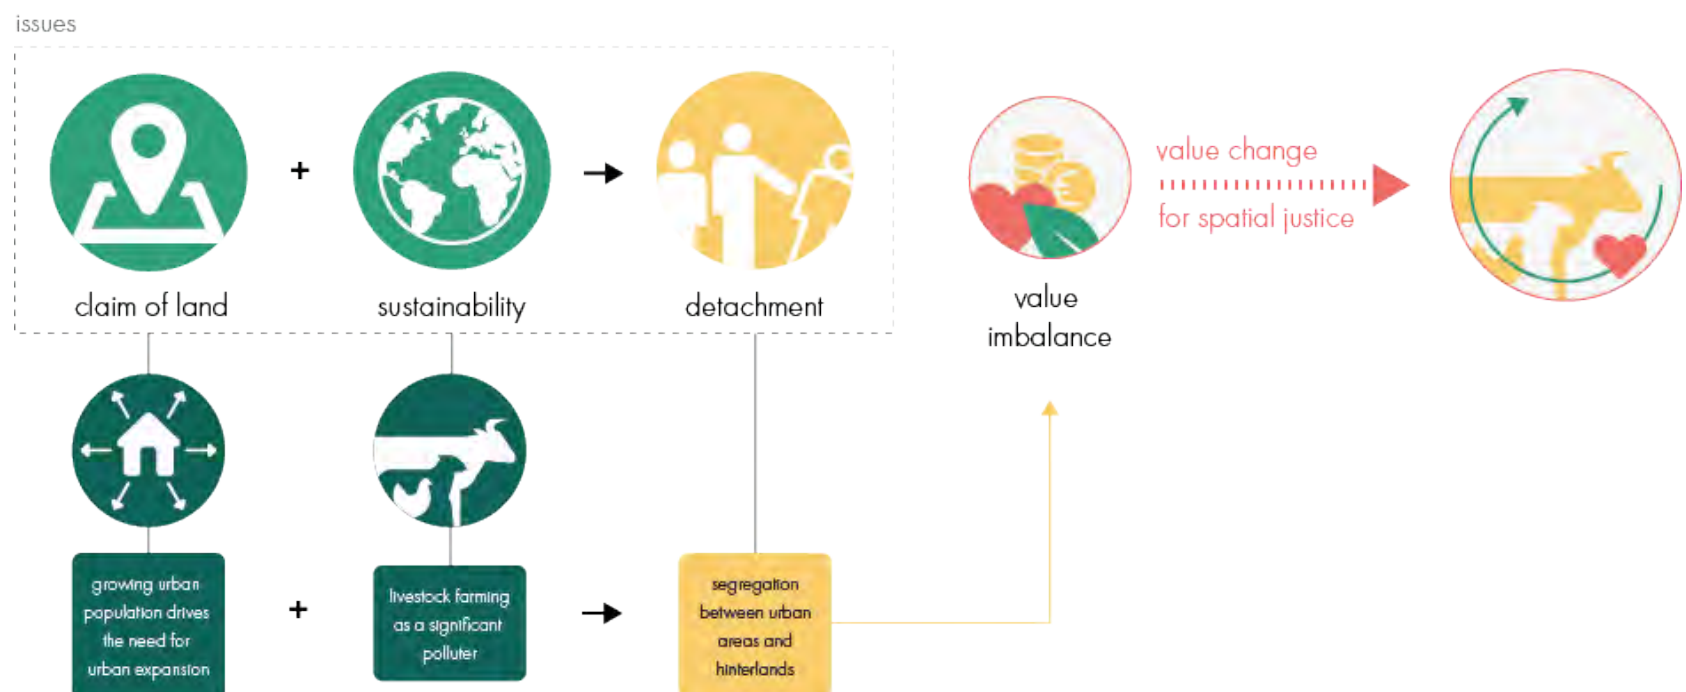 issues
+
claim of land
sustainability
detachment
value
imbalance
value change
for spatial justice
growing urban
population drives
the need for
urban expansion
+
livestock farming
as a significant
polluter
segregation
between urban
areas and
hinterlands